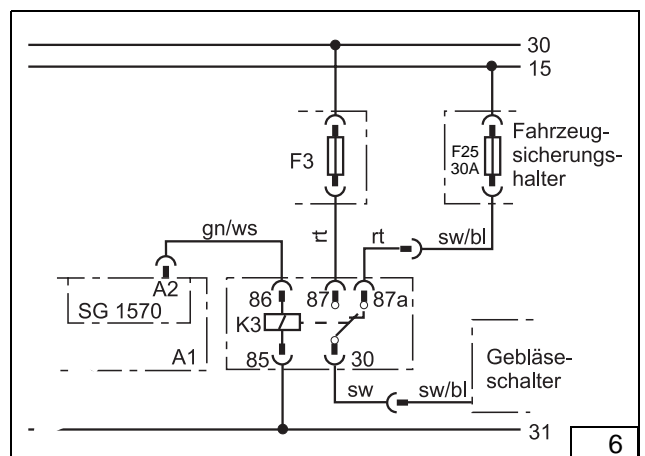 30
15
F3
F25
30A
Fahrzeug-
sicherungs-
halter
gn/ws
rt
rt
sw/bl
A2
SG 1570
A1
86
87
87a
K3
85
30
sw
sw/bl
Gebläse-
schalter
31
6